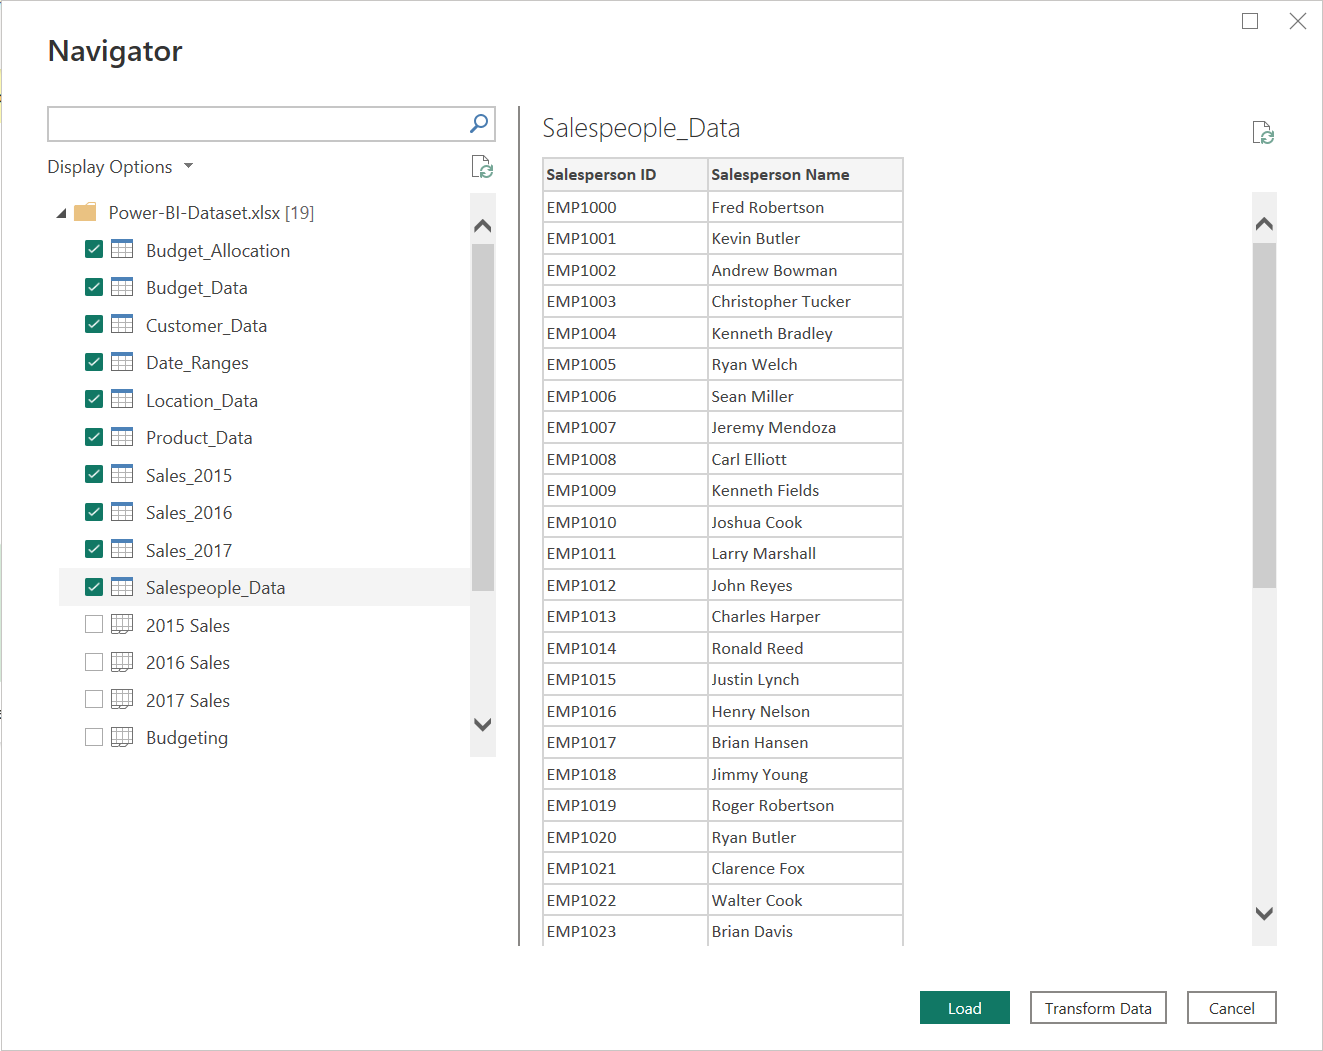 Navigator
Display Options
Power-BI-Dataset.xlsx [19]
Budget_Allocation
Budget_Data
Customer_Data
Date_Ranges
Location_Data
Product_Data
Sales_2015
Sales_2016
Sales_2017
Salespeople_Data
2015 Sales
2016 Sales
2017 Sales
Budgeting
Salespeople_Data
Salesperson ID Salesperson Name
EMP1000 Fred Robertson
EMP1001 Kevin Butler
EMP1002 Andrew Bowman
EMP1003 Christopher Tucker
EMP1004 Kenneth Bradley
EMP1005 Ryan Welch
EMP1006 Sean Miller
EMP1007 Jeremy Mendoza
EMP1008 Carl Elliott
EMP1009 Kenneth Fields
EMP1010 Joshua Cook
EMP1011 Larry Marshall
EMP1012 John Reyes
EMP1013 Charles Harper
EMP1014 Ronald Reed
EMP1015 Justin Lynch
EMP1016 Henry Nelson
EMP1017 Brian Hansen
EMP1018 Jimmy Young
EMP1019 Roger Robertson
EMP1020 Ryan Butler
EMP1021 Clarence Fox
EMP1022 Walter Cook
EMP1023 Brian Davis
Load Transform Data Cancel